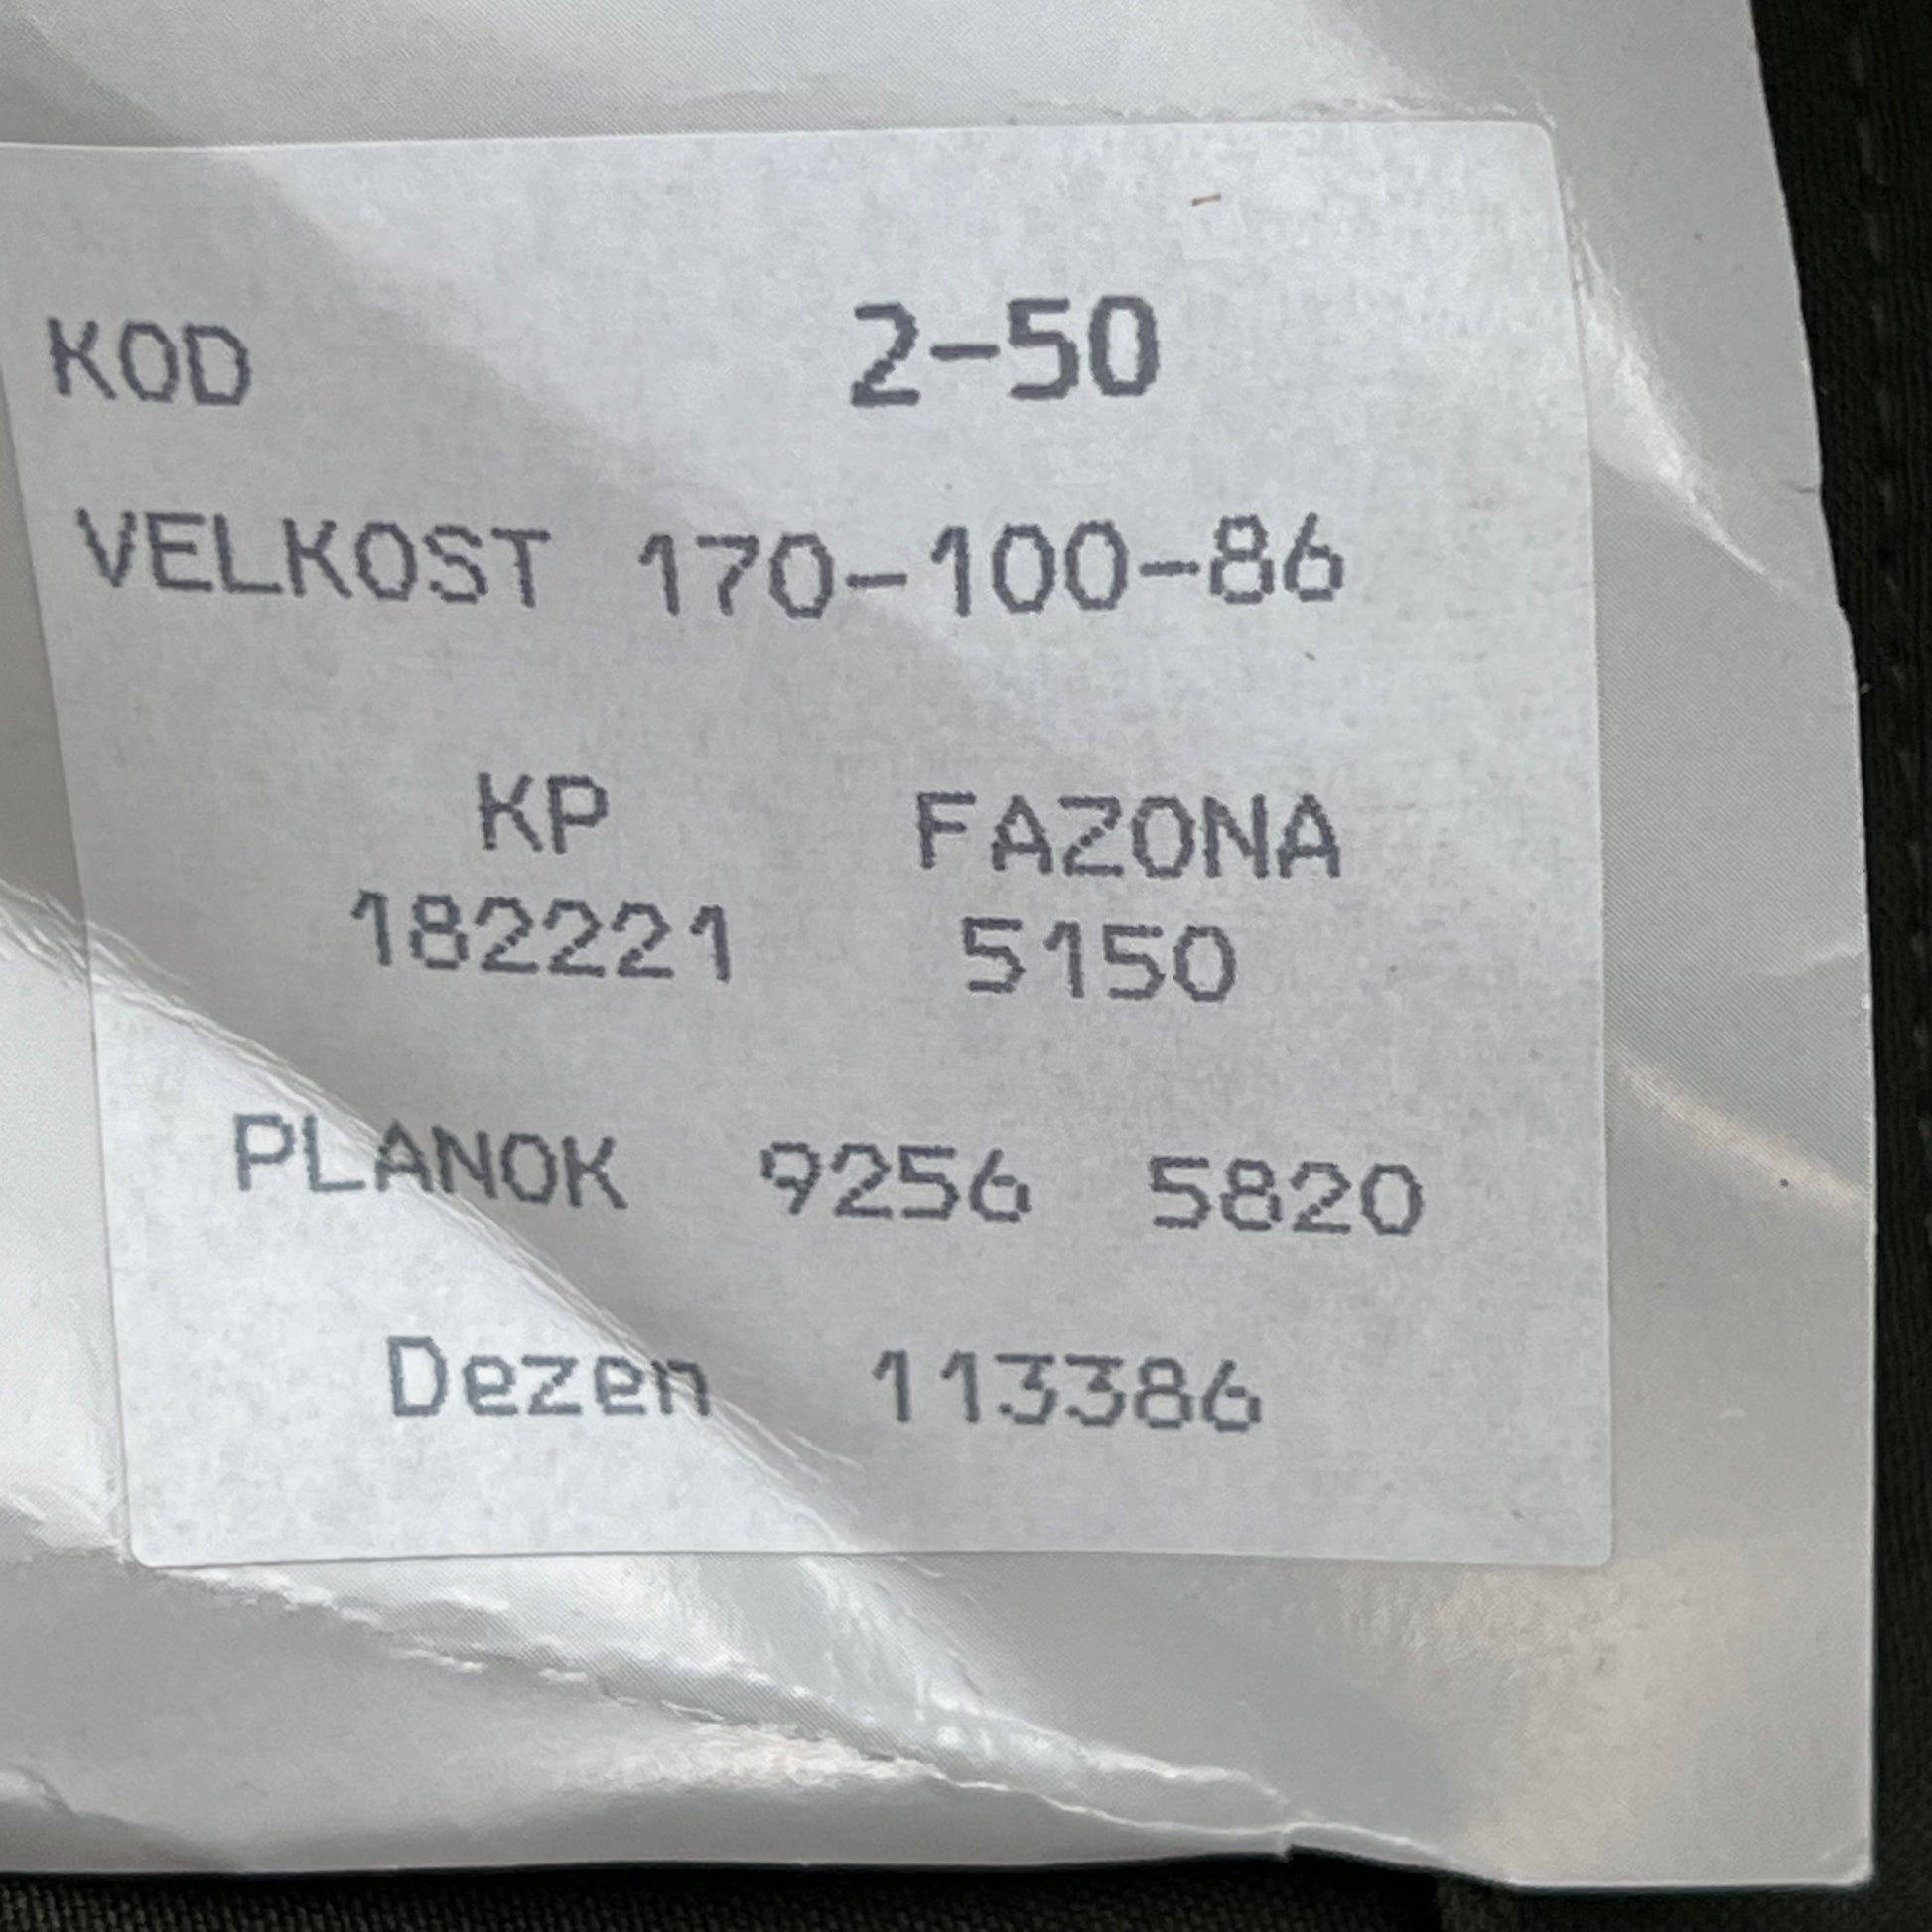 KOD 2-50
VELKOST 170-100-86
KP FAZONA
182221 5150
PLANOK 9256 5820
Dezen 113386